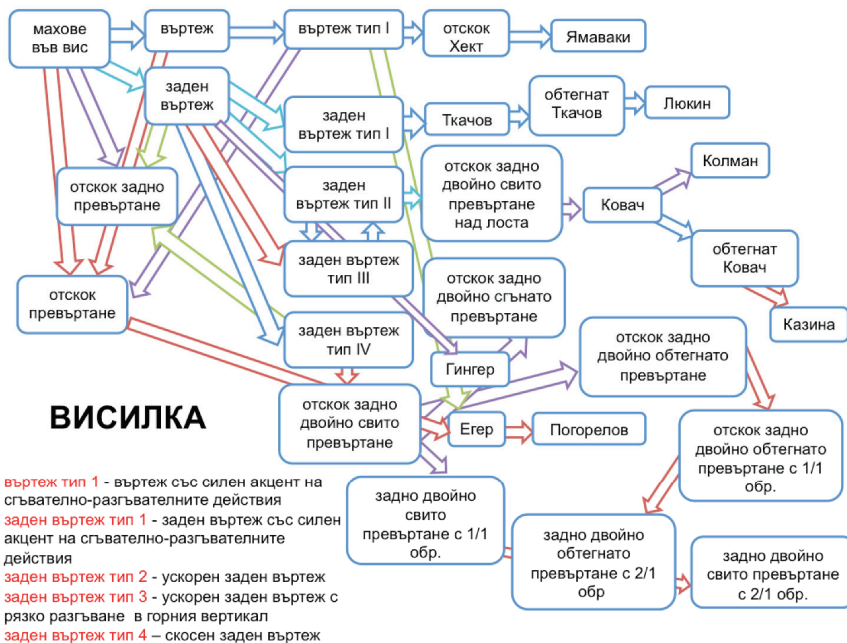 махове
във вис
въртеж
въртеж тип I
отскок
Хект
Ямаваки
заден
въртеж
заден
въртеж тип I
Ткачов
обтегнат
Ткачов
Люкин
отскок задно
превъртане
заден
въртеж тип II
отскок задно
двойно свито
превъртане
над лоста
Ковач
Колман
обтегнат
Ковач
Казина
заден въртеж
тип III
отскок
превъртане
отскок задно
двойно сгънато
превъртане
заден въртеж
тип IV
Гингер
отскок задно
двойно обтегнато
превъртане
ВИСИЛКА
отскок задно
двойно свито
превъртане
Егер
Погорелов
отскок задно
двойно обтегнато
превъртане с 1/1
обр.
задно двойно
свито
превъртане с 1/1
обр.
задно двойно
обтегнато
превъртане с 2/1
обр
задно двойно
свито превъртане с
2/1 обр.
въртеж тип 1 - въртеж със силен акцент на
сгъвателно-разгъвателните действия
заден въртеж тип 1 - заден въртеж със силен
акцент на сгъвателно-разгъвателните
действия
заден въртеж тип 2 - ускорен заден въртеж
заден въртеж тип 3 - ускорен заден въртеж с
рязко разгъване в горния вертикал
заден въртеж тип 4 – скосен заден въртеж